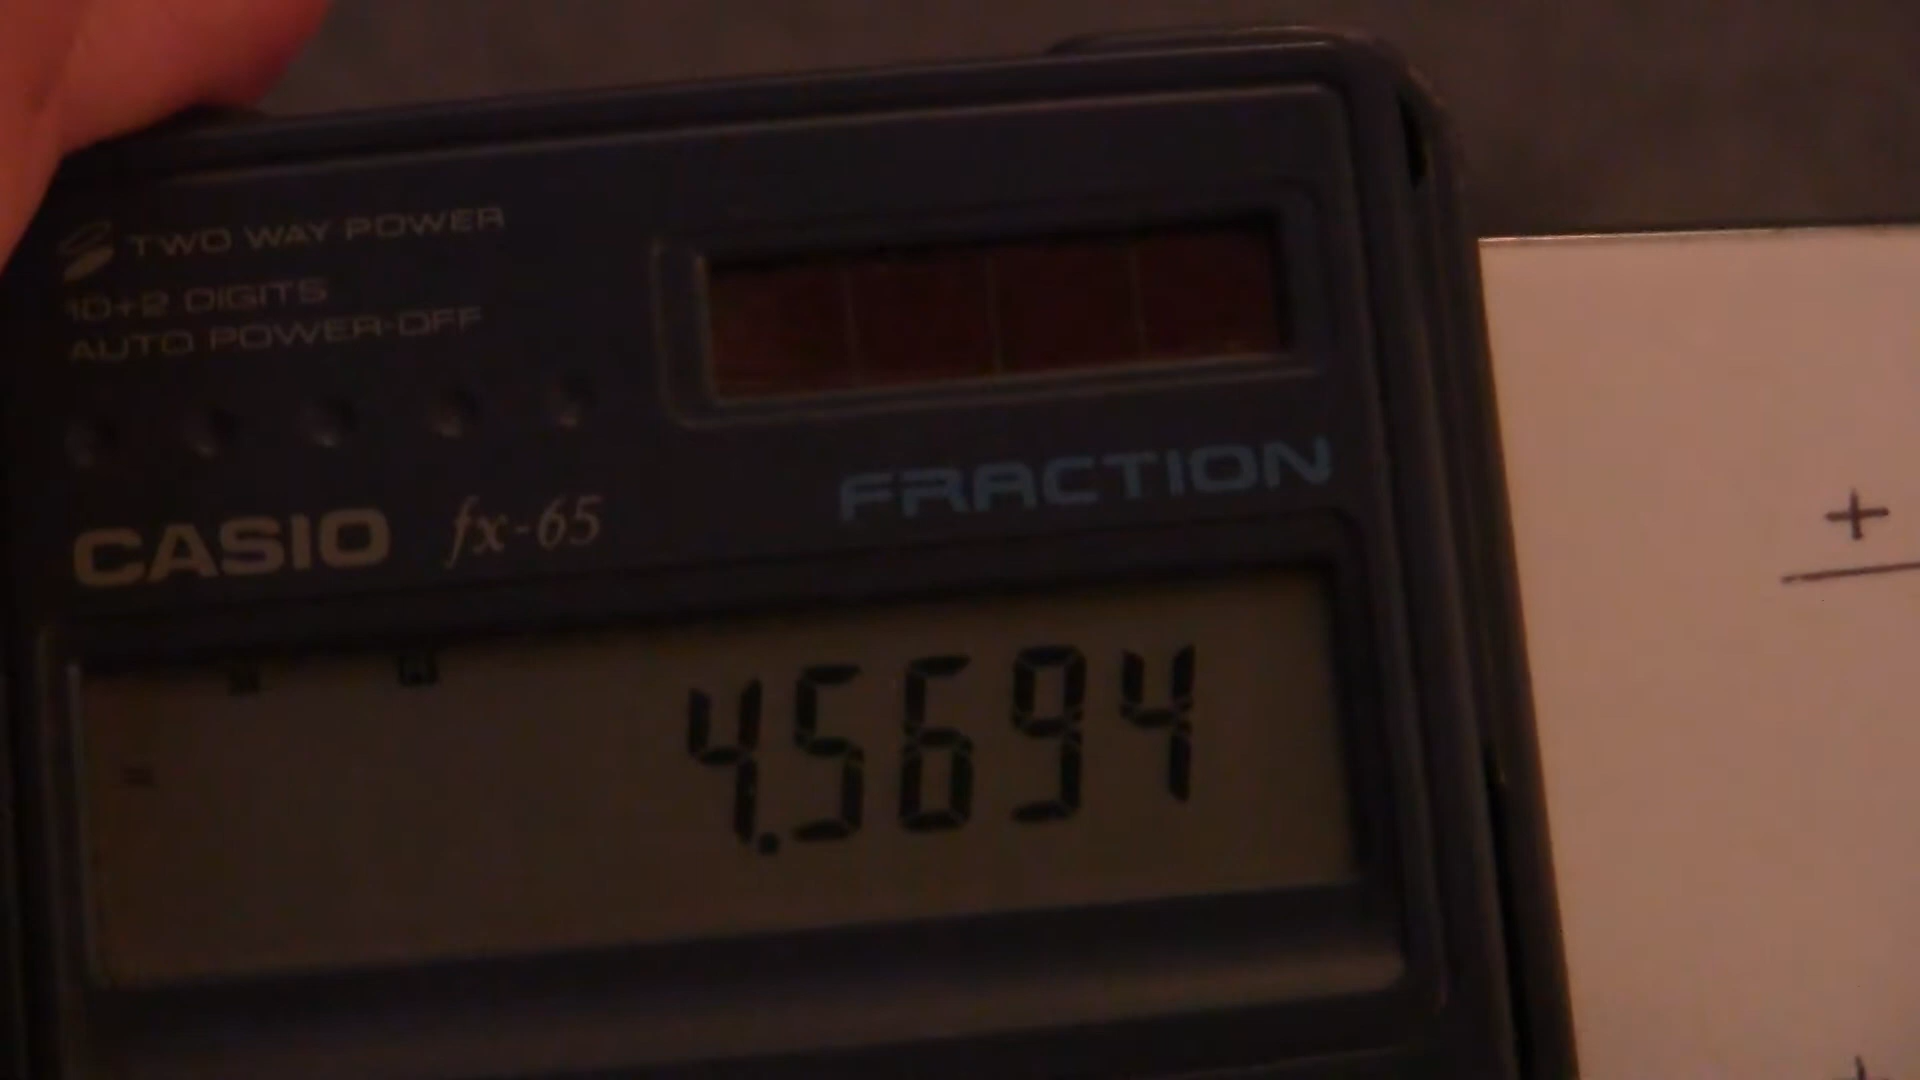 TWO WAY POWER
10+2 DIGITS
AUTO POWER-OFF
CASIO fx-65
FRACTION
4.5694
+